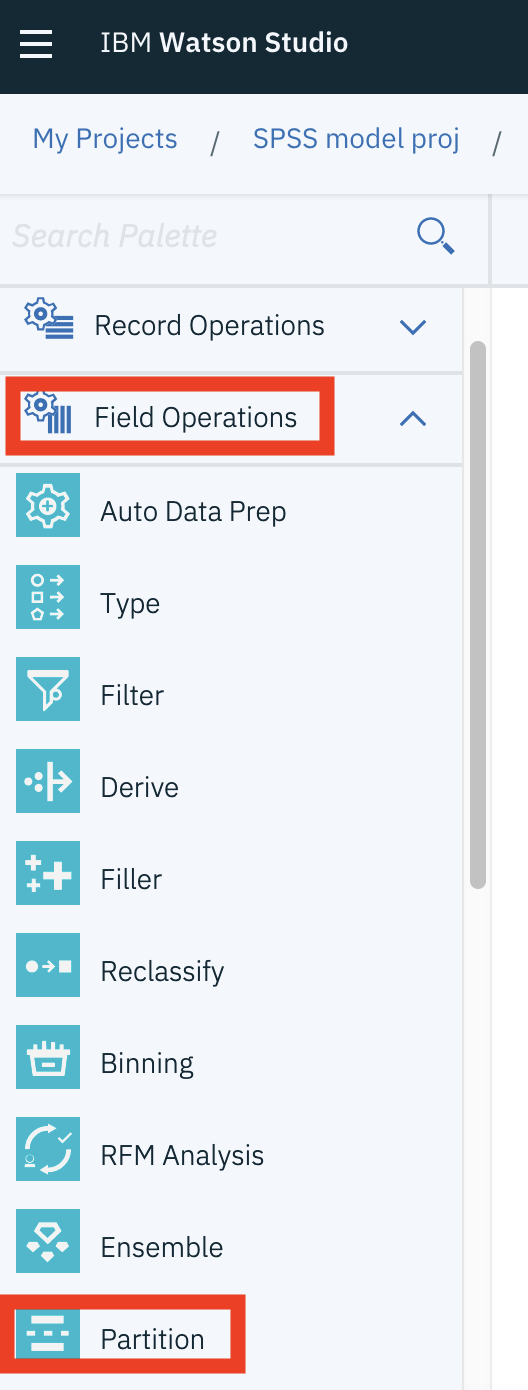 IBM Watson Studio
My Projects / SPSS model proj /
Search Palette
Record Operations
Field Operations
Auto Data Prep
Type
Filter
Derive
Filler
Reclassify
Binning
RFM Analysis
Ensemble
Partition